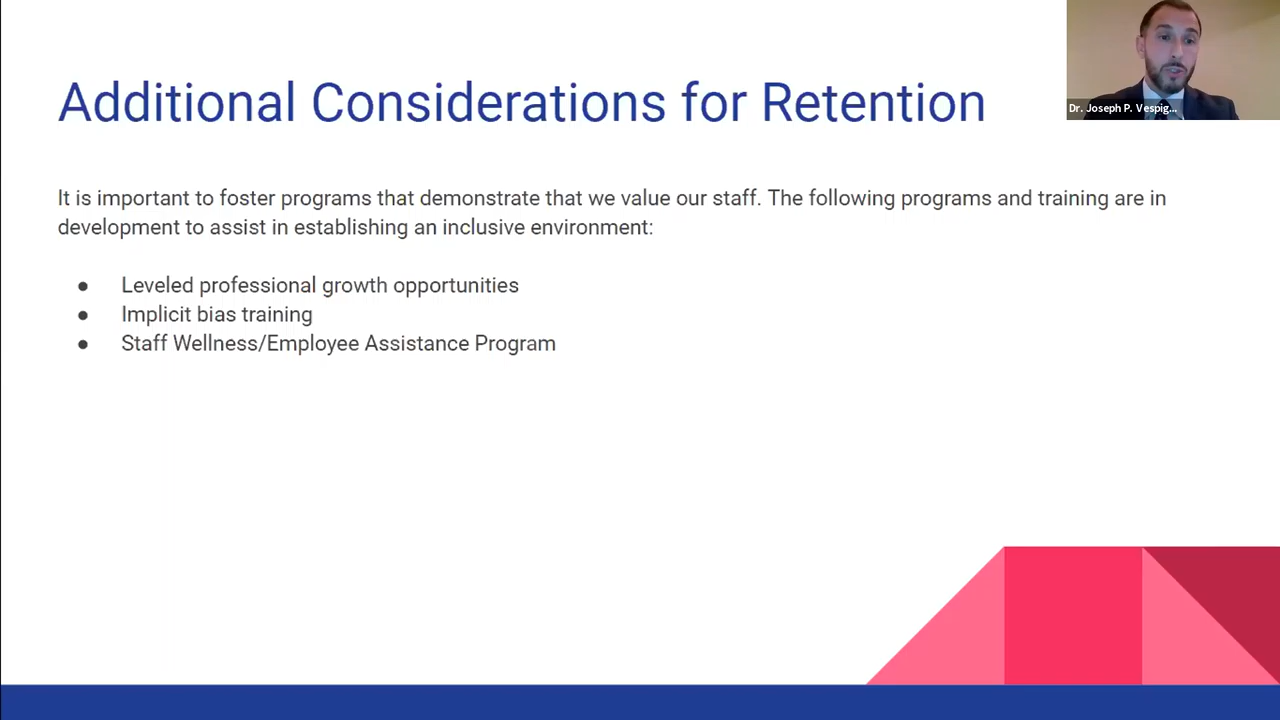 Additional Considerations for Retention
Dr. Joseph P. Vespig...
It is important to foster programs that demonstrate that we value our staff. The following programs and training are in
development to assist in establishing an inclusive environment:
● Leveled professional growth opportunities
● Implicit bias training
● Staff Wellness/Employee Assistance Program